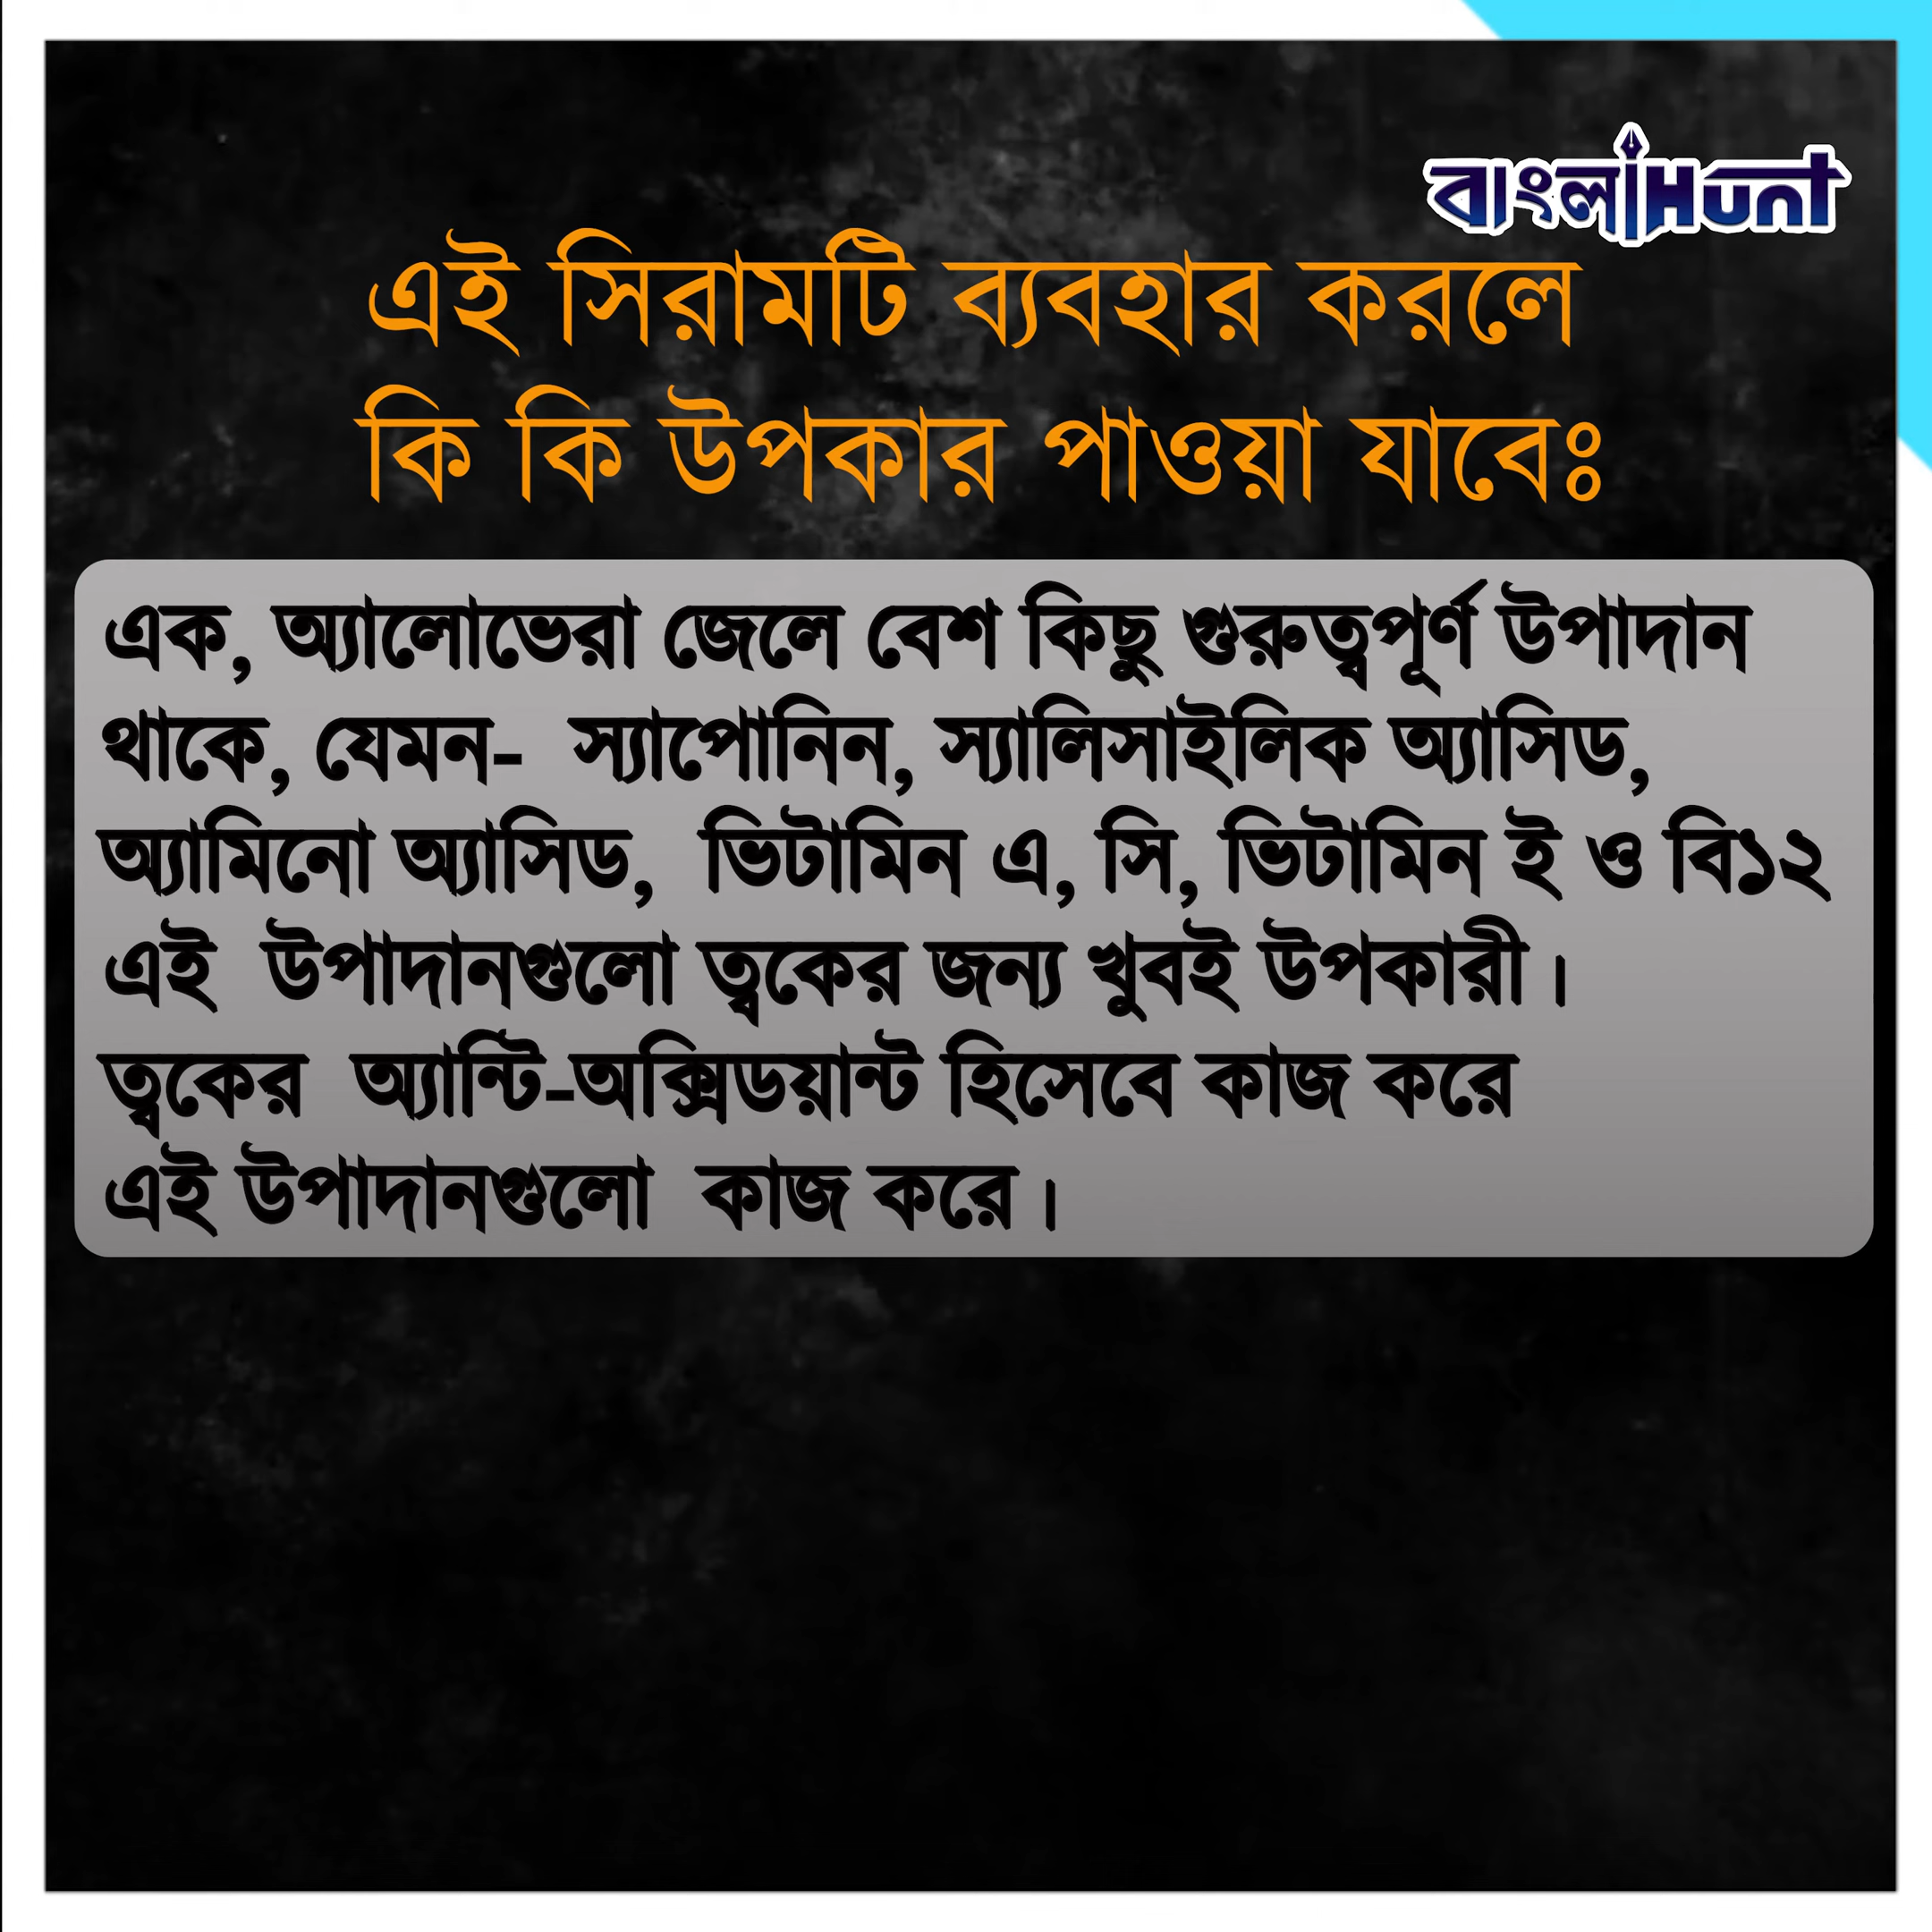 বাংলাHunt
এই সিরামটি ব্যবহার করলে
কি কি উপকার পাওয়া যাবেঃ
এক, অ্যালোভেরা জেলে বেশ কিছু গুরুত্বপূর্ণ উপাদান
থাকে, যেমন- স্যাপোনিন, স্যালিসাইলিক অ্যাসিড,
অ্যামিনো অ্যাসিড, ভিটামিন এ, সি, ভিটামিন ই ও বি১২
এই উপাদানগুলো ত্বকের জন্য খুবই উপকারী।
ত্বকের অ্যান্টি-অক্সিডয়ান্ট হিসেবে কাজ করে
এই উপাদানগুলো কাজ করে।